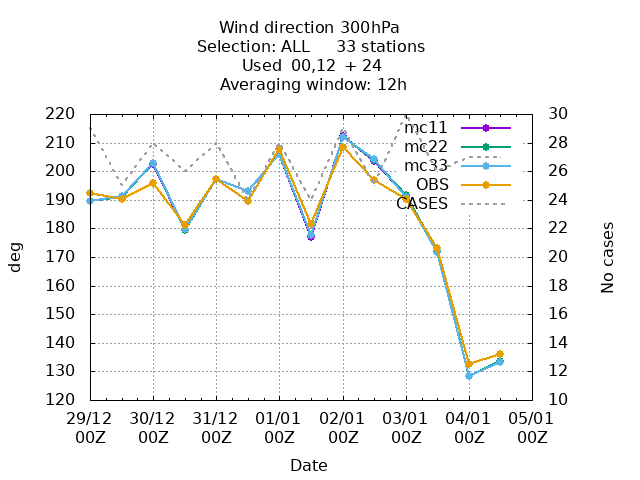 Wind direction 300hPa
Selection: ALL 33 stations
Used 00,12 + 24
Averaging window: 12h
220 30
mc11
210 28
mc22
200 26
mc33
190 24
OBS
180 22
CASES
170 20
160 18
150 16
140 14
130 12
120 10
deg
No cases
29/12 30/12 31/12 01/01 02/01 03/01 04/01 05/01
00Z 00Z 00Z 00Z 00Z 00Z 00Z 00Z
Date